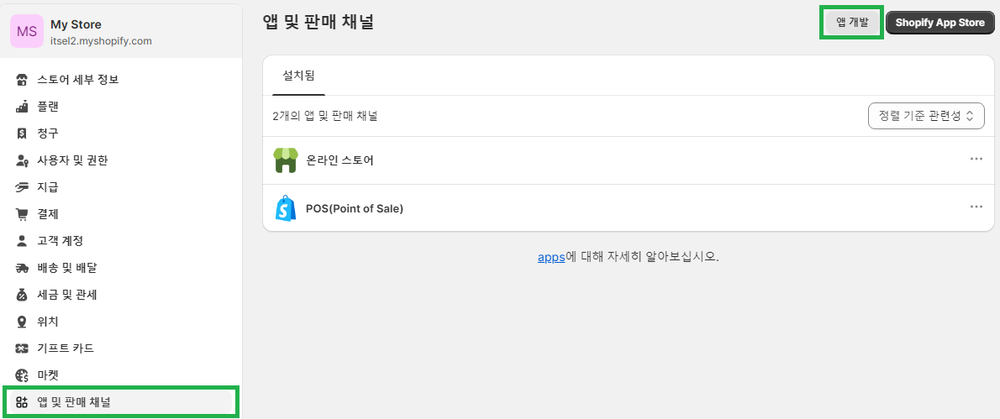 MS
My Store
itsel2.myshopify.com
스토어 세부 정보
플랜
청구
사용자 및 권한
지급
결제
고객 계정
배송 및 배달
세금 및 관세
위치
기프트 카드
마켓
앱 및 판매 채널
앱 및 판매 채널
앱 개발
Shopify App Store
설치됨
2개의 앱 및 판매 채널
정렬 기준 관련성
온라인 스토어
POS(Point of Sale)
apps에 대해 자세히 알아보십시오.